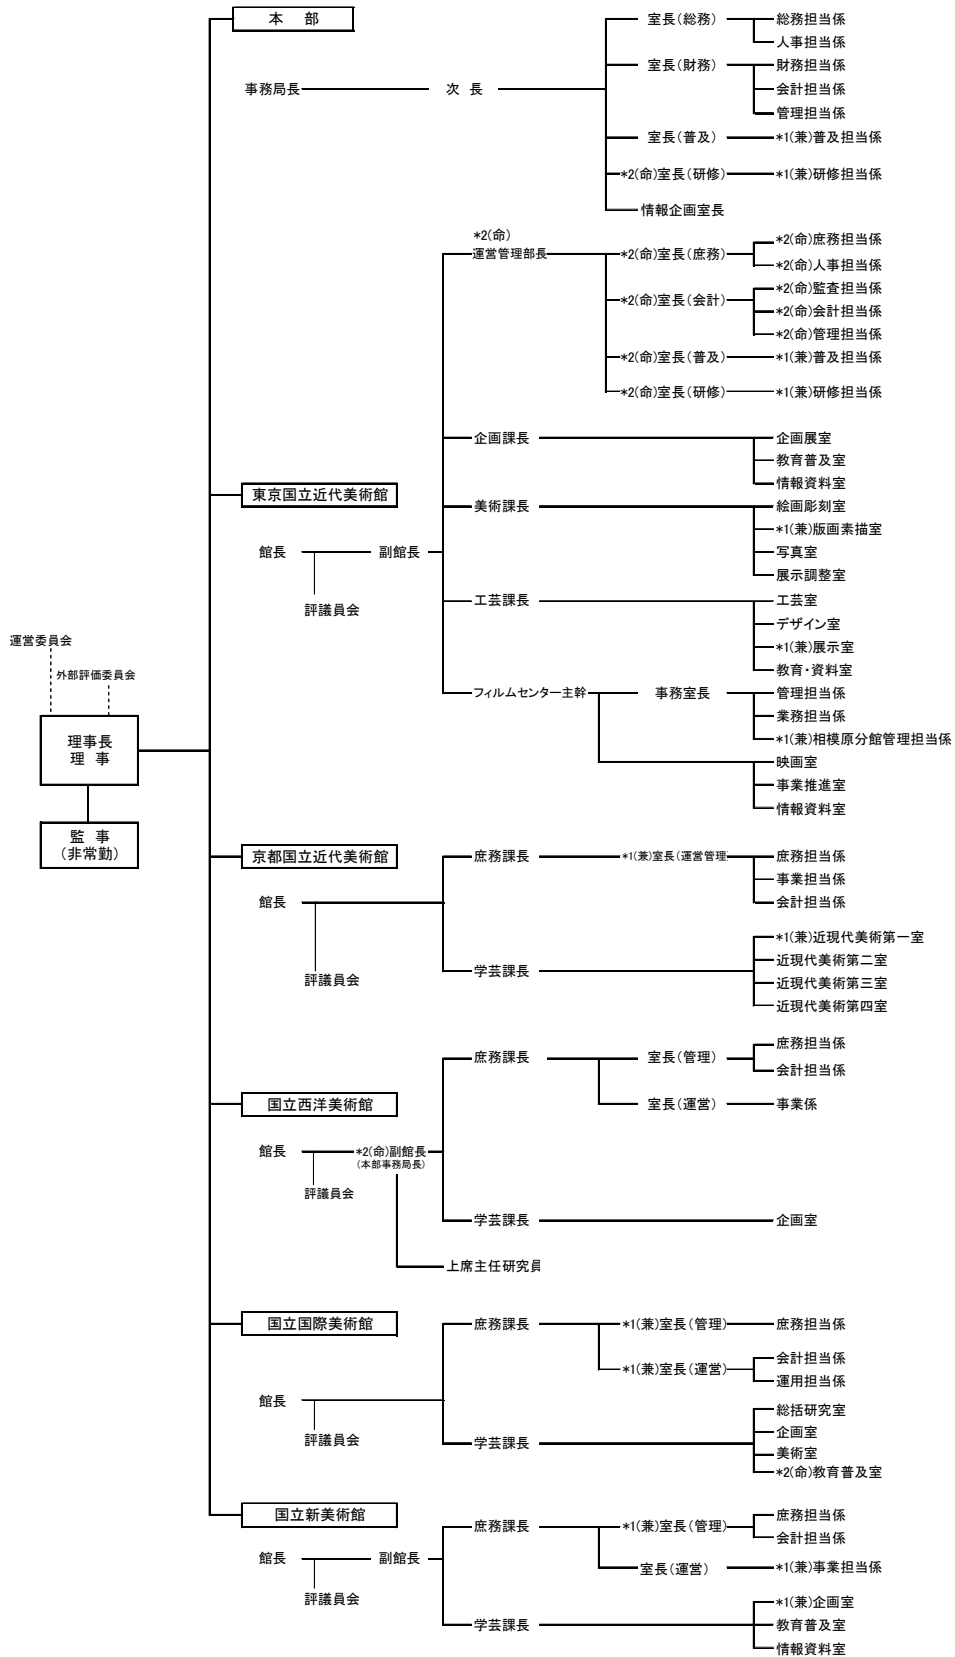 本 部
事務局長
次 長
室長(総務)
総務担当係
人事担当係
室長(財務)
財務担当係
会計担当係
管理担当係
室長(普及)
*1(兼)普及担当係
*2(命)室長(研修)
*1(兼)研修担当係
情報企画室長
東京国立近代美術館
館長
評議員会
副館長
*2(命)
運営管理部長
*2(命)室長(庶務)
*2(命)庶務担当係
*2(命)人事担当係
*2(命)室長(会計)
*2(命)監査担当係
*2(命)会計担当係
*2(命)管理担当係
*2(命)室長(普及)
*1(兼)普及担当係
*2(命)室長(研修)
*1(兼)研修担当係
企画課長
企画展室
教育普及室
情報資料室
美術課長
絵画彫刻室
*1(兼)版画素描室
写真室
展示調整室
工芸課長
工芸室
デザイン室
*1(兼)展示室
教育・資料室
フィルムセンター主幹
事務室長
管理担当係
業務担当係
*1(兼)相模原分館管理担当係
映画室
事業推進室
情報資料室
運営委員会
外部評価委員会
理事長
理 事
監 事
(非常勤)
京都国立近代美術館
館長
評議員会
庶務課長
*1(兼)室長(運営管理
庶務担当係
事業担当係
会計担当係
学芸課長
*1(兼)近現代美術第一室
近現代美術第二室
近現代美術第三室
近現代美術第四室
国立西洋美術館
館長
評議員会
*2(命)副館長
(本部事務局長)
庶務課長
室長(管理)
庶務担当係
会計担当係
室長(運営)
事業係
学芸課長
企画室
上席主任研究員
国立国際美術館
館長
評議員会
庶務課長
*1(兼)室長(管理)
庶務担当係
*1(兼)室長(運営)
会計担当係
運用担当係
学芸課長
総括研究室
企画室
美術室
*2(命)教育普及室
国立新美術館
館長
評議員会
副館長
庶務課長
*1(兼)室長(管理)
庶務担当係
会計担当係
室長(運営)
*1(兼)事業担当係
学芸課長
*1(兼)企画室
教育普及室
情報資料室